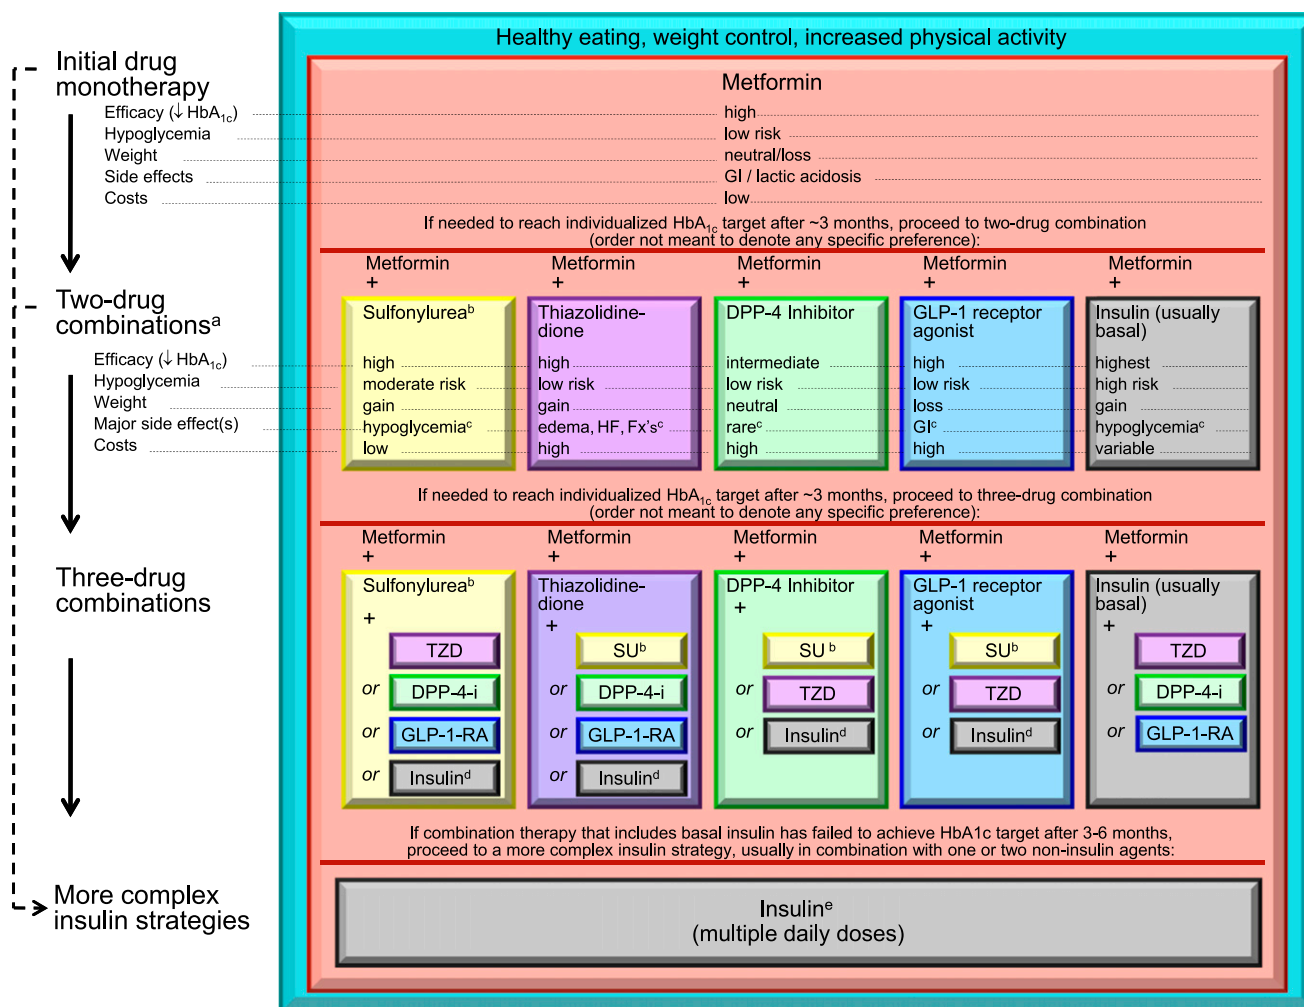 Healthy eating, weight control, increased physical activity
Initial drug
monotherapy
Metformin
Efficacy (↓ HbA1c) high
Hypoglycemia low risk
Weight neutral/loss
Side effects GI / lactic acidosis
Costs low
If needed to reach individualized HbA1c target after ~3 months, proceed to two-drug combination
(order not meant to denote any specific preference):
Metformin Metformin Metformin Metformin Metformin
+ + + + +
Two-drug
combinationsᵃ
Sulfonylureaᵇ
Thiazolidine-
dione
DPP-4 Inhibitor
GLP-1 receptor
agonist
Insulin (usually
basal)
Efficacy (↓ HbA1c) high high intermediate high highest
Hypoglycemia moderate risk low risk low risk low risk high risk
Weight gain gain neutral loss gain
Major side effect(s) hypoglycemiaᶜ edema, HF, Fx's ᶜ rareᶜ GIᶜ hypoglycemiaᶜ
Costs low high high high variable
If needed to reach individualized HbA1c target after ~3 months, proceed to three-drug combination
(order not meant to denote any specific preference):
Metformin Metformin Metformin Metformin Metformin
+ + + + +
Three-drug
combinations
Sulfonylureaᵇ
+
TZD
or DPP-4-i
or GLP-1-RA
or Insulinᵈ
Thiazolidine-
dione
+
SUᵇ
or DPP-4-i
or GLP-1-RA
or Insulinᵈ
DPP-4 Inhibitor
+
SU ᵇ
or TZD
or Insulinᵈ
GLP-1 receptor
agonist
+
SUᵇ
or TZD
or Insulinᵈ
Insulin (usually
basal)
+
TZD
or DPP-4-i
or GLP-1-RA
If combination therapy that includes basal insulin has failed to achieve HbA1c target after 3-6 months,
proceed to a more complex insulin strategy, usually in combination with one or two non-insulin agents:
More complex
insulin strategies
Insulinᵉ
(multiple daily doses)